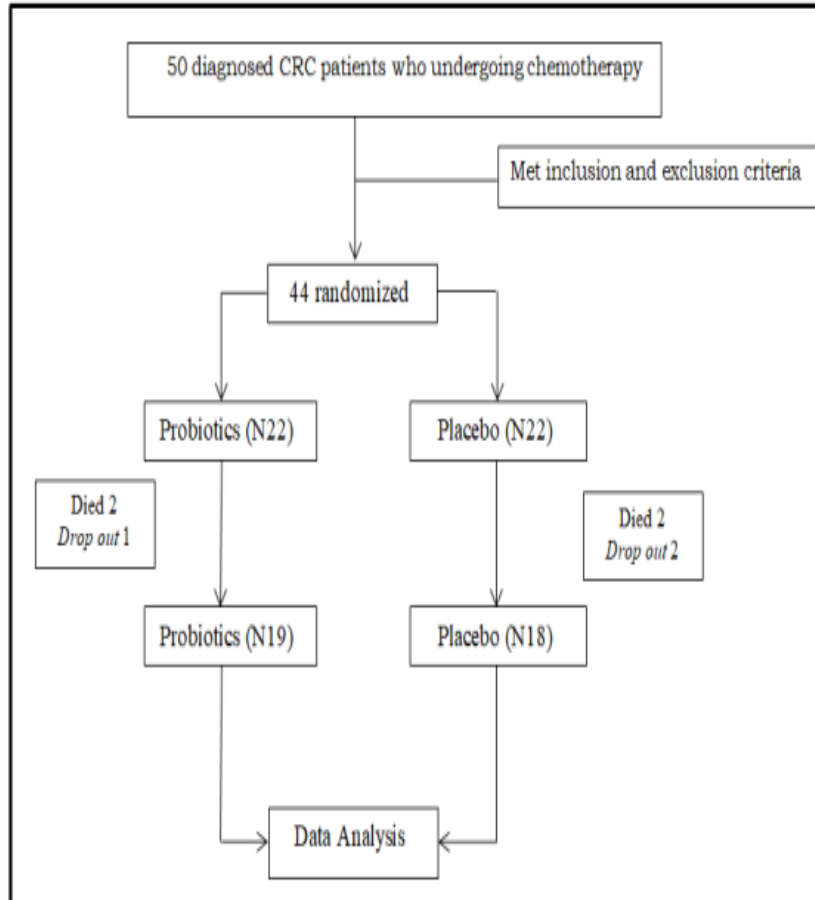 50 diagnosed CRC patients who undergoing chemotherapy
Met inclusion and exclusion criteria
44 randomized
Probiotics (N22)
Placebo (N22)
Died 2
Drop out 1
Died 2
Drop out 2
Probiotics (N19)
Placebo (N18)
Data Analysis